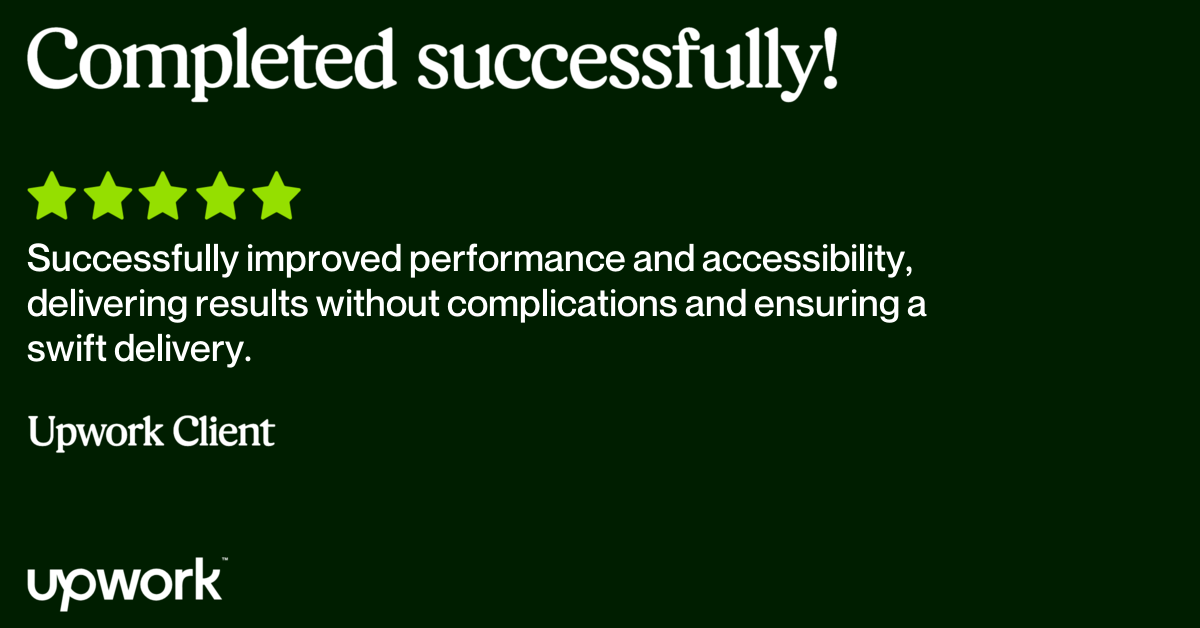 Completed successfully!
Successfully improved performance and accessibility,
delivering results without complications and ensuring a
swift delivery.
Upwork Client
upwork™